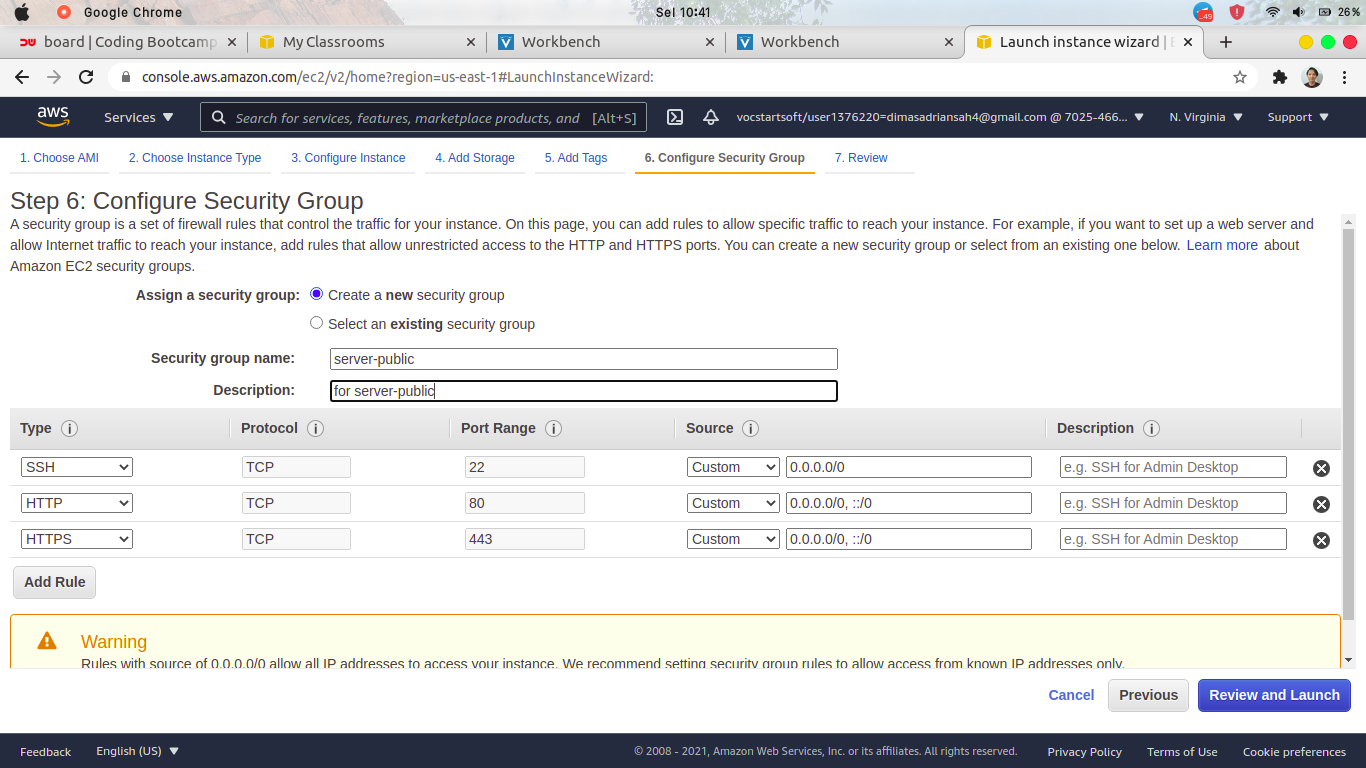 Google Chrome
Sel 10:41
49
26%
board | Coding Bootcamp
My Classrooms
Workbench
Workbench
Launch instance wizard | E
console.aws.amazon.com/ec2/v2/home?region=us-east-1#LaunchInstanceWizard:
aws
Services
Search for services, features, marketplace products, and [Alt+S]
vocstartsoft/user1376220=dimasadriansah4@gmail.com @ 7025-466...
N. Virginia
Support
1. Choose AMI
2. Choose Instance Type
3. Configure Instance
4. Add Storage
5. Add Tags
6. Configure Security Group
7. Review
Step 6: Configure Security Group
A security group is a set of firewall rules that control the traffic for your instance. On this page, you can add rules to allow specific traffic to reach your instance. For example, if you want to set up a web server and
allow Internet traffic to reach your instance, add rules that allow unrestricted access to the HTTP and HTTPS ports. You can create a new security group or select from an existing one below. Learn more about
Amazon EC2 security groups.
Assign a security group: Create a new security group
Select an existing security group
Security group name: server-public
Description: for server-public
Type Protocol Port Range Source Description
SSH TCP 22 Custom 0.0.0.0/0 e.g. SSH for Admin Desktop
HTTP TCP 80 Custom 0.0.0.0/0, ::/0 e.g. SSH for Admin Desktop
HTTPS TCP 443 Custom 0.0.0.0/0, ::/0 e.g. SSH for Admin Desktop
Add Rule
Warning
Rules with source of 0.0.0.0/0 allow all IP addresses to access your instance. We recommend setting security group rules to allow access from known IP addresses only.
Cancel
Previous
Review and Launch
Feedback
English (US)
© 2008 - 2021, Amazon Web Services, Inc. or its affiliates. All rights reserved.
Privacy Policy
Terms of Use
Cookie preferences